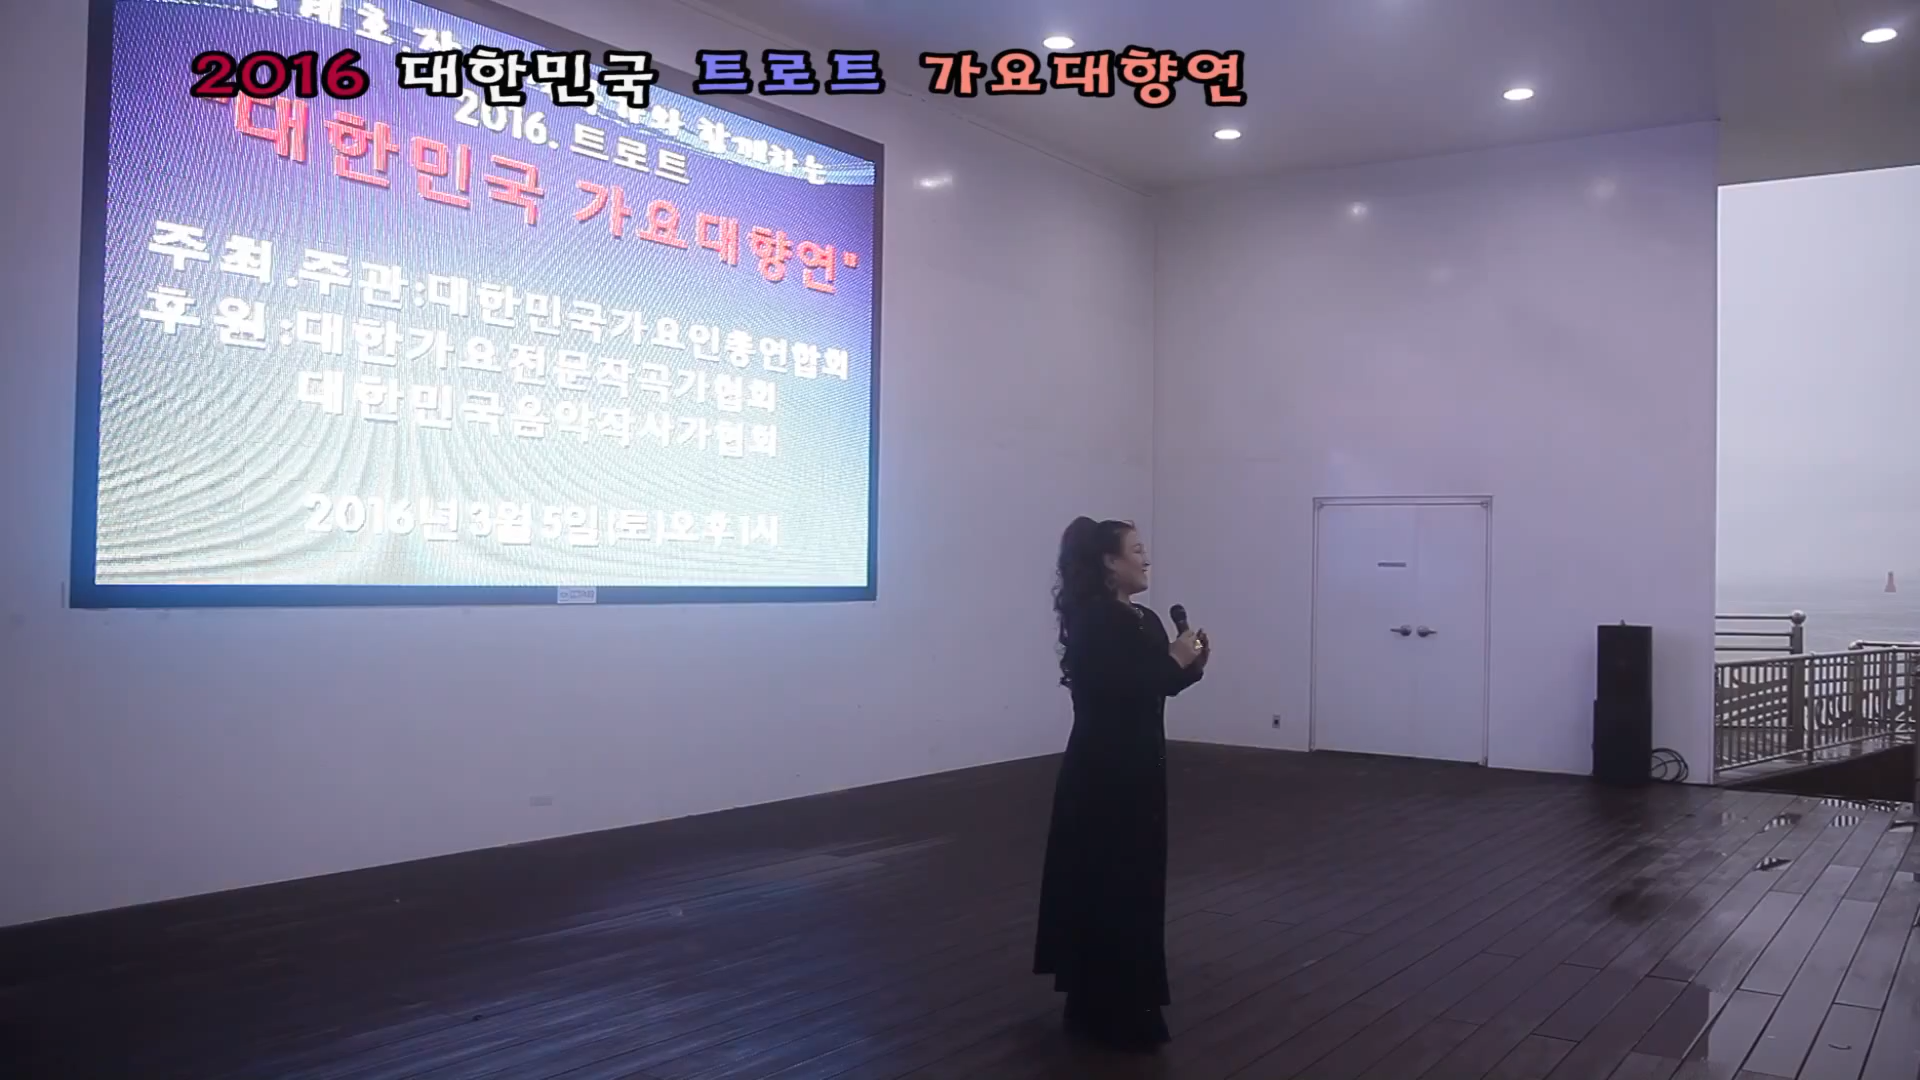 2016 대한민국 트로트 가요대향연
함께하는
2016. 트로트
"대한민국 가요대향연"
주최.주관:대한민국가요인총연합회
후원:대한가요전문작곡가협회
대한민국음악작사가협회
2016년 3월 5일(토)오후1시